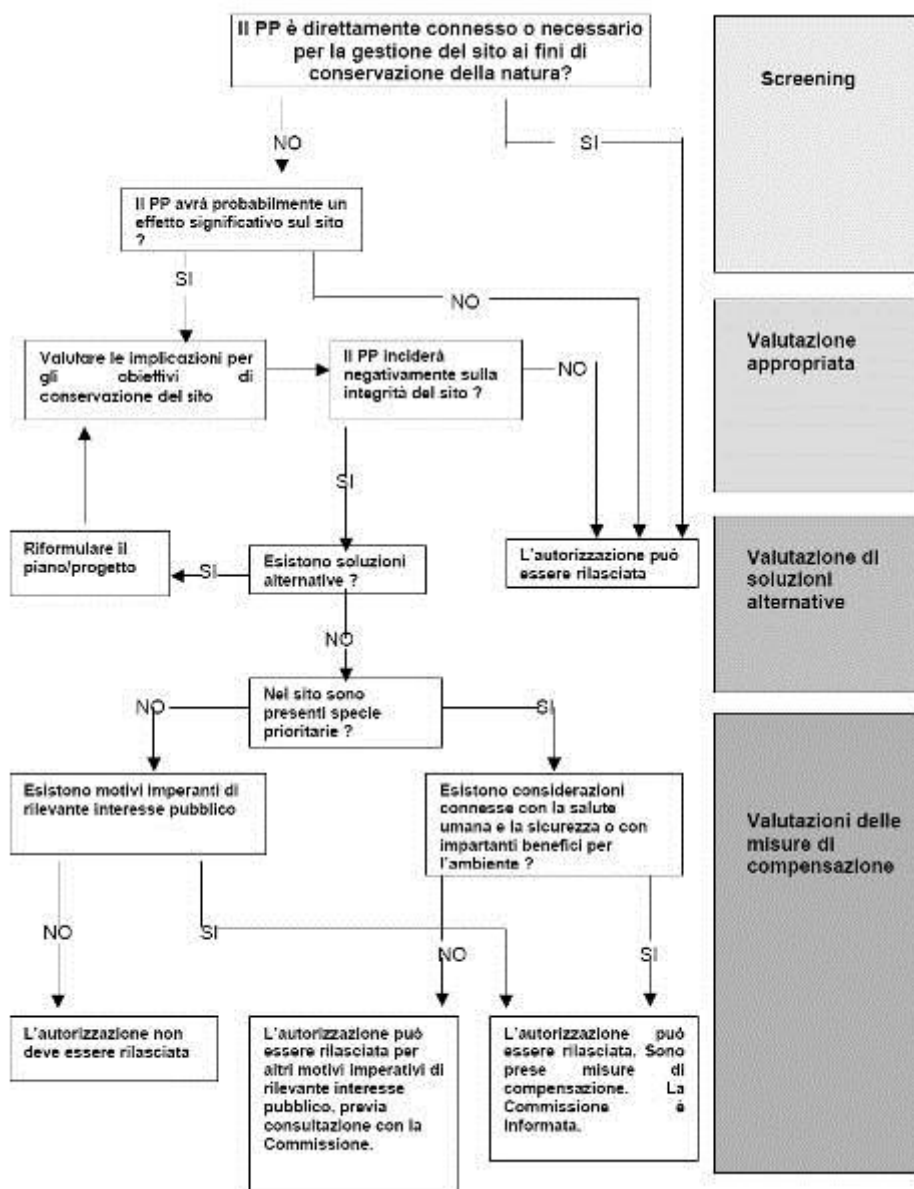 Il PP è direttamente connesso o necessario
per la gestione del sito ai fini di
conservazione della natura?
Screening
NO
SI
Il PP avrá probabilmente un
effetto significativo sul sito
?
SI
NO
Valutare le implicazioni per
gli obiettivi di
conservazione del sito
Il PP inciderà
negativamente sulla
integrità del sito ?
NO
Valutazione
appropriata
SI
Riformulare il
piano/progetto
SI
Esistono soluzioni
alternative ?
L'autorizzazione puó
essere rilasciata
Valutazione di
soluzioni
alternative
NO
Nel sito sono
presenti specie
prioritarie ?
NO
SI
Esistono motivi imperanti di
rilevante interesse pubblico
Esistono considerazioni
connesse con la salute
umana e la sicurezza o con
impartanti benefici per
l'ambiente ?
Valutazioni delle
misure di
compensazione
NO
SI
NO
SI
L'autorizzazione non
deve essere rilasciata
L'autorizzazione può
essere rilasciata per
altri motivi imperativi di
rilevante interesse
pubblico, previa
consultazione con la
Commissione.
L'autorizzazione può
essere rilasciata. Sono
prese misure di
compensazione. La
Commissione è
informata.